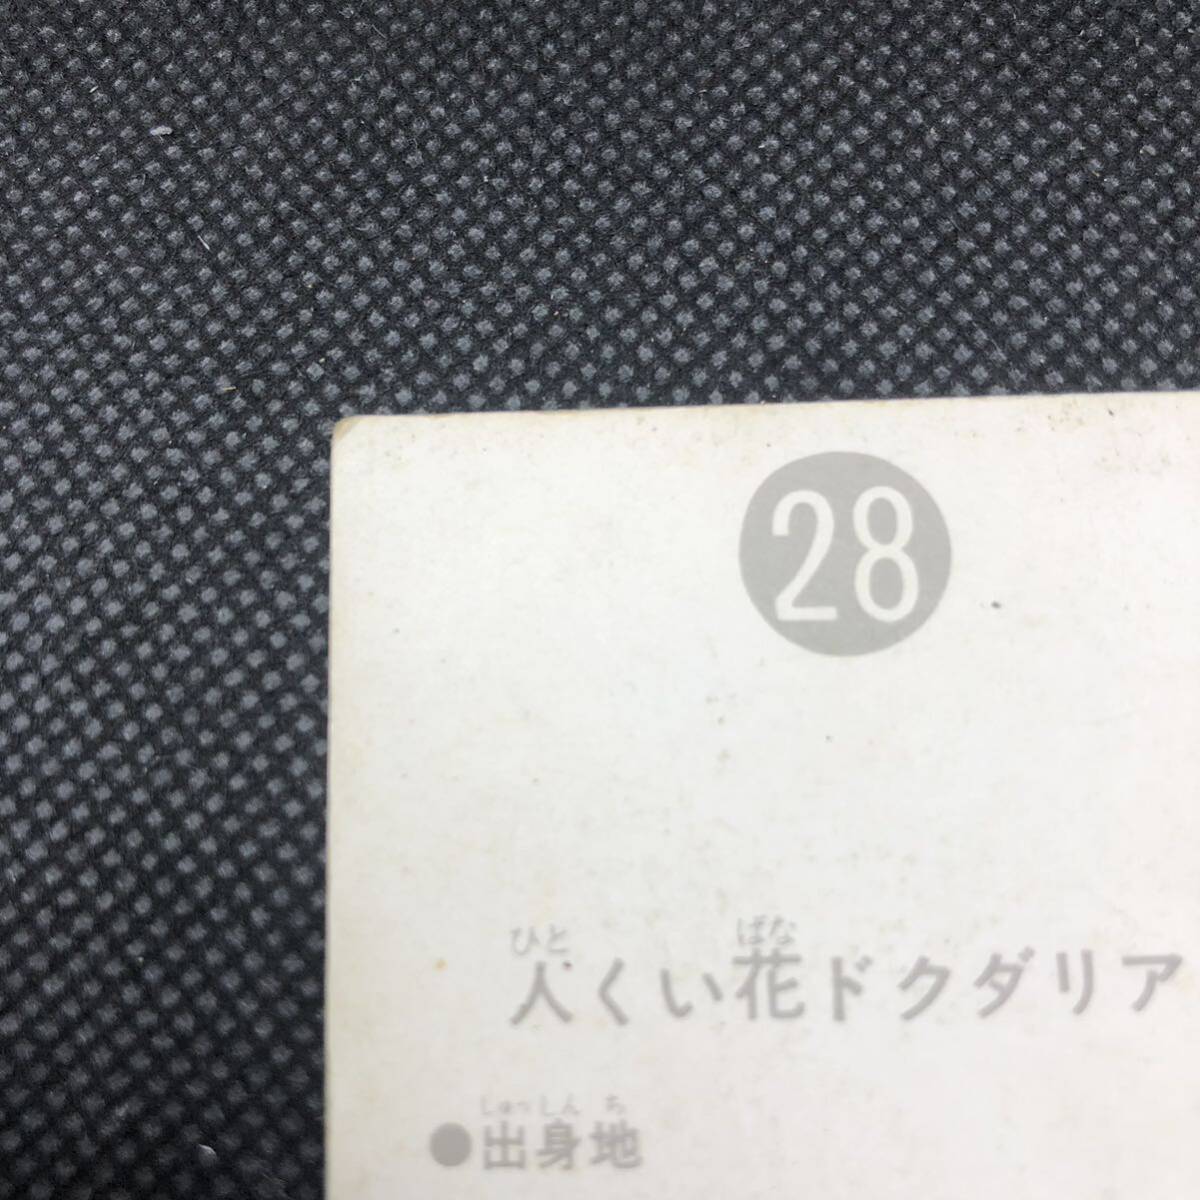 28
ひと ばな
人くい花ドクダリア
しゅっしんち
●出身地